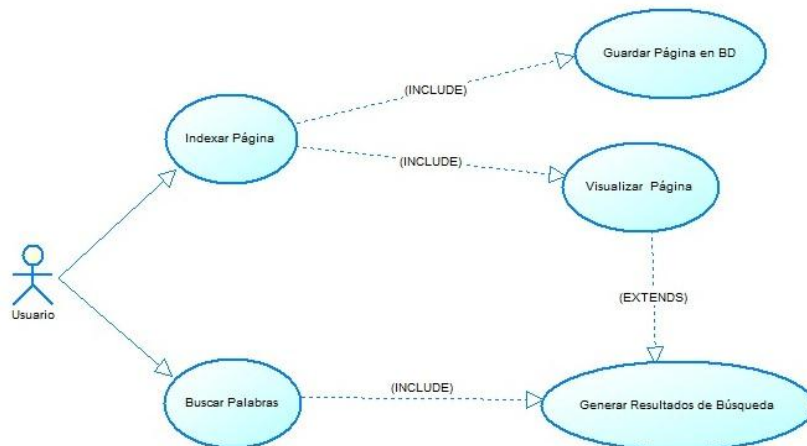 Guardar Página en BD
(INCLUDE)
Indexar Página
(INCLUDE)
Visualizar Página
(EXTENDS)
Usuario
(INCLUDE)
Buscar Palabras
Generar Resultados de Búsqueda